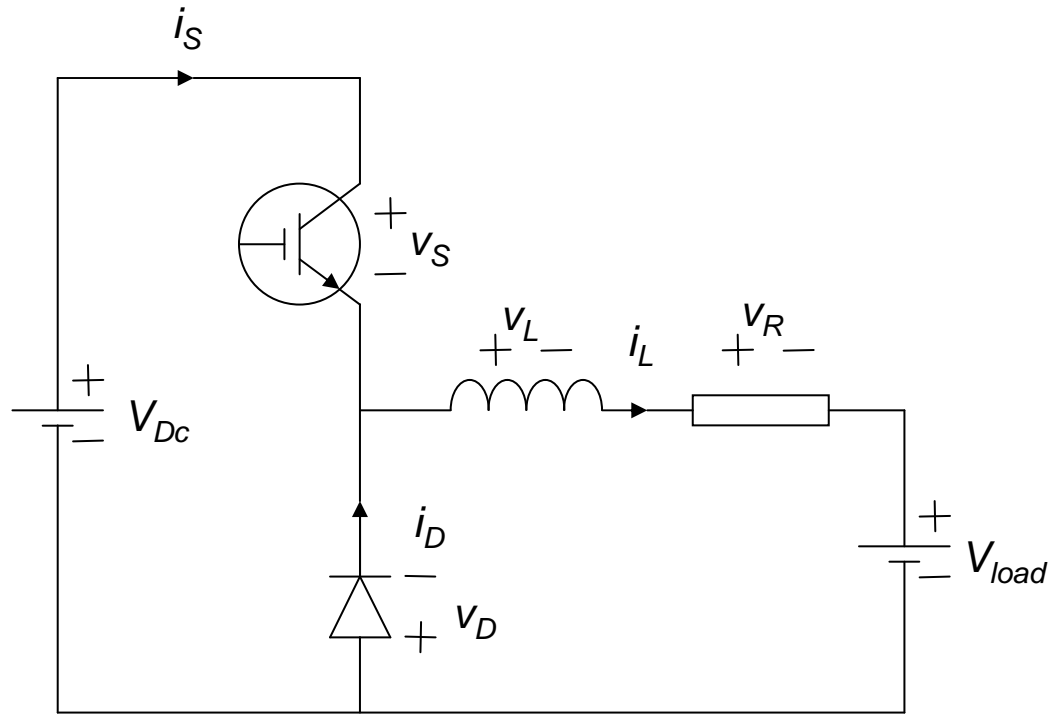 i_S
+
v_S
−
v_L
+ −
i_L
v_R
+ −
+
V_Dc
−
i_D
−
v_D
+
+
V_load
−